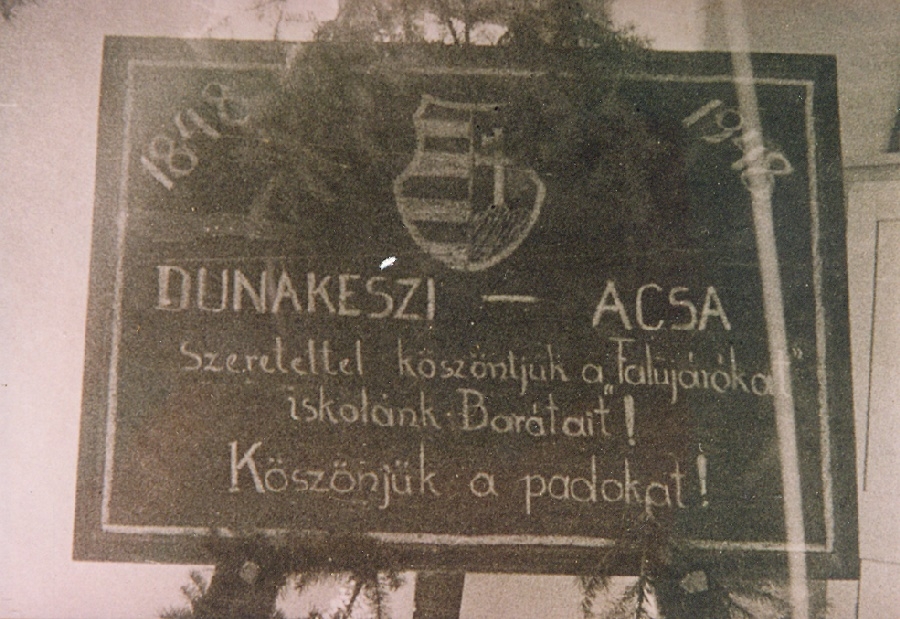 1848 1948
DUNAKESZI — ACSA
Szeretettel köszöntjük a „Falujárókat”
iskolánk Barátait!
Köszönjük a padokat!